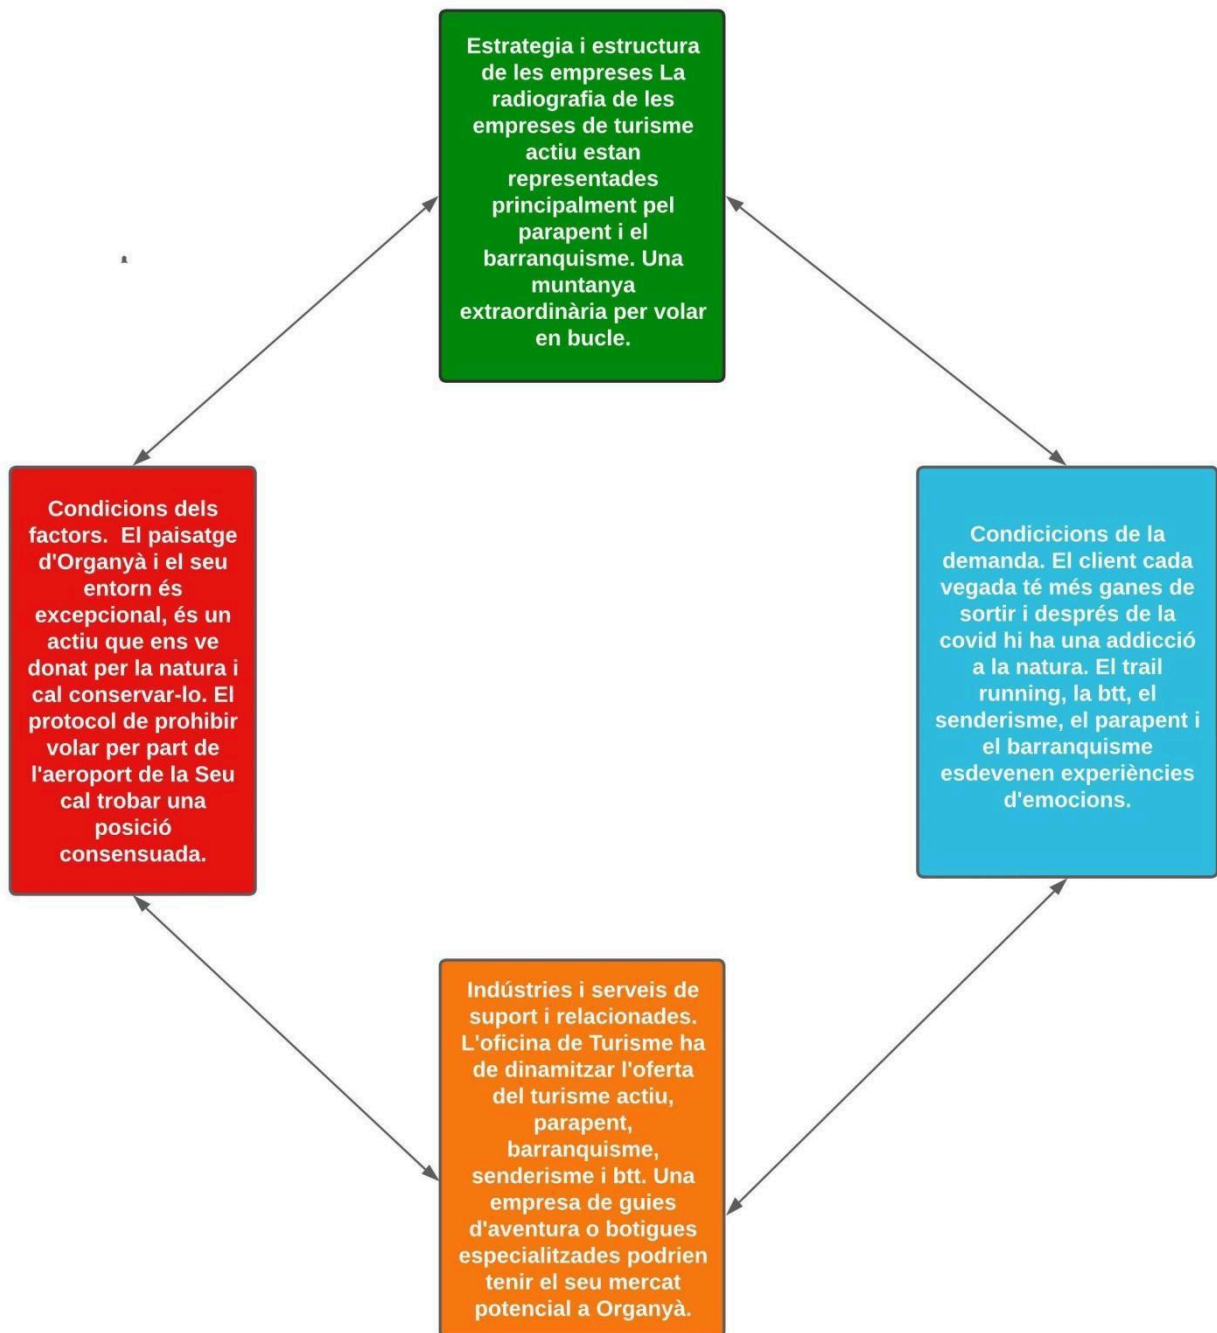 Estrategia i estructura
de les empreses La
radiografia de les
empreses de turisme
actiu estan
representades
principalment pel
parapent i el
barranquisme. Una
muntanya
extraordinària per volar
en bucle.
Condicions dels
factors.  El paisatge
d'Organyà i el seu
entorn és
excepcional, és un
actiu que ens ve
donat per la natura i
cal conservar-lo. El
protocol de prohibir
volar per part de
l'aeroport de la Seu
cal trobar una
posició
consensuada.
Condicicions de la
demanda. El client cada
vegada té més ganes de
sortir i després de la
covid hi ha una addicció
a la natura. El trail
running, la btt, el
senderisme, el parapent i
el barranquisme
esdevenen experiències
d'emocions.
Indústries i serveis de
suport i relacionades.
L'oficina de Turisme ha
de dinamitzar l'oferta
del turisme actiu,
parapent,
barranquisme,
senderisme i btt. Una
empresa de guies
d'aventura o botigues
especialitzades podrien
tenir el seu mercat
potencial a Organyà.